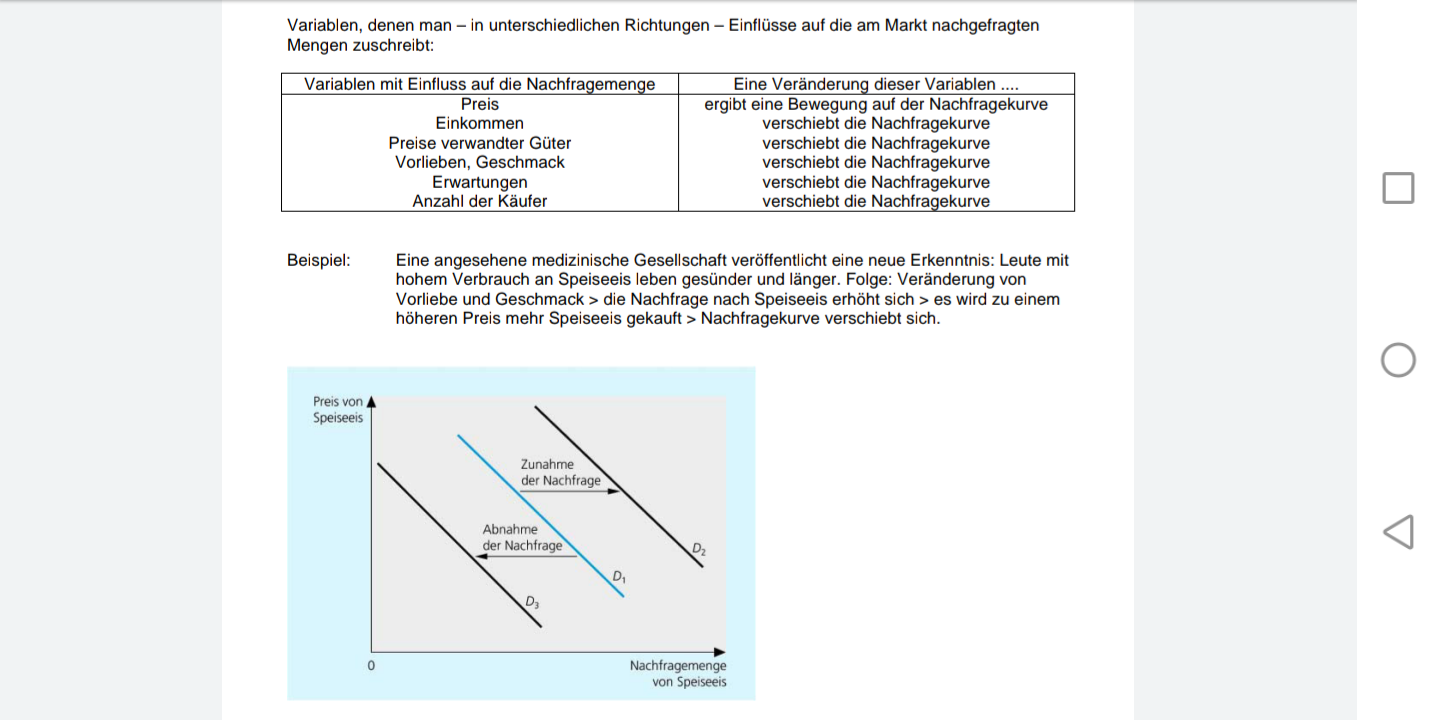 Variablen, denen man – in unterschiedlichen Richtungen – Einflüsse auf die am Markt nachgefragten
Mengen zuschreibt:
Variablen mit Einfluss auf die Nachfragemenge Eine Veränderung dieser Variablen ....
Preis ergibt eine Bewegung auf der Nachfragekurve
Einkommen verschiebt die Nachfragekurve
Preise verwandter Güter verschiebt die Nachfragekurve
Vorlieben, Geschmack verschiebt die Nachfragekurve
Erwartungen verschiebt die Nachfragekurve
Anzahl der Käufer verschiebt die Nachfragekurve
Beispiel: Eine angesehene medizinische Gesellschaft veröffentlicht eine neue Erkenntnis: Leute mit
hohem Verbrauch an Speiseeis leben gesünder und länger. Folge: Veränderung von
Vorliebe und Geschmack > die Nachfrage nach Speiseeis erhöht sich > es wird zu einem
höheren Preis mehr Speiseeis gekauft > Nachfragekurve verschiebt sich.
Preis von
Speiseeis
Zunahme
der Nachfrage
Abnahme
der Nachfrage
D₂
D₁
D₃
0
Nachfragemenge
von Speiseeis